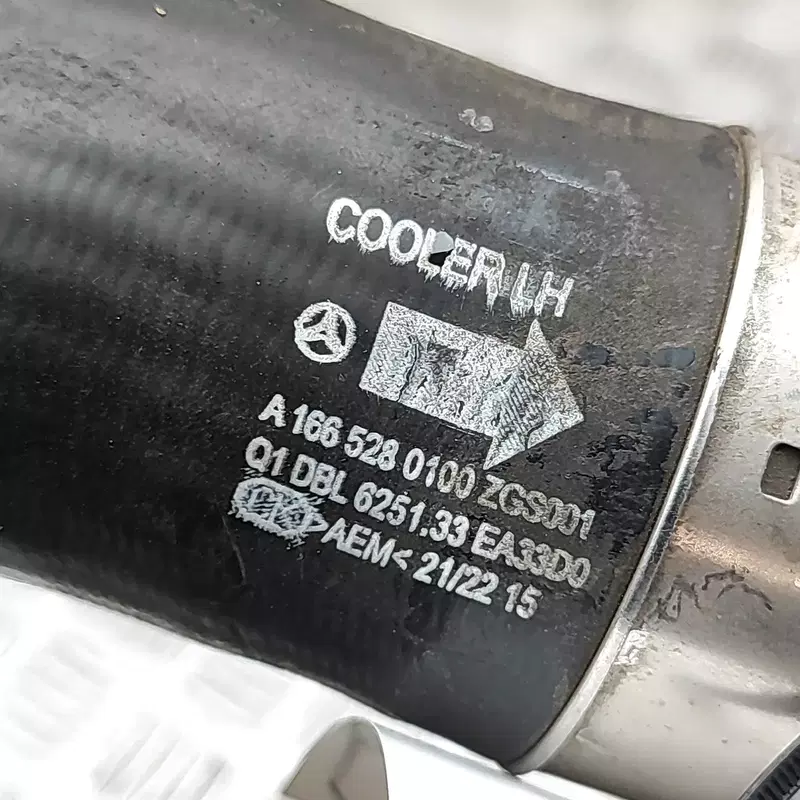 COOLER LH
A 166 528 0100 ZGS001
Q1 DBL 6251.33 EA33D0
>AEM< 21/22 15